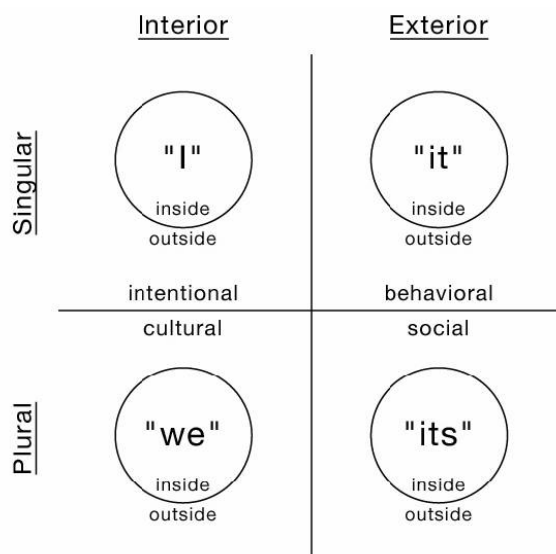 Interior
Exterior
Singular
"I"
inside
outside
intentional
"it"
inside
outside
behavioral
Plural
cultural
"we"
inside
outside
social
"its"
inside
outside